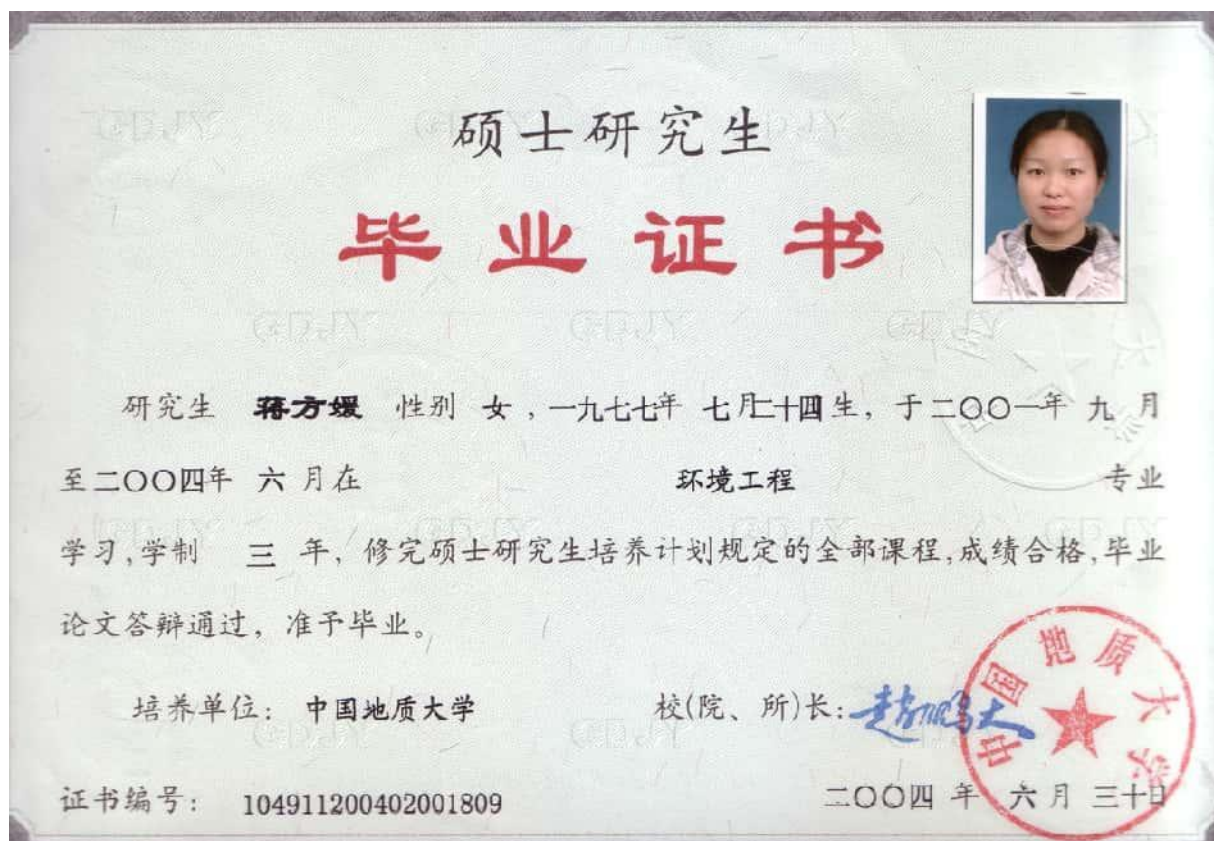 硕士研究生
毕业证书
研究生 蒋方媛 性别 女，一九七七年 七月二十四生，于二〇〇一年 九 月
至二〇〇四年 六 月在 环境工程 专业
学习，学制 三 年，修完硕士研究生培养计划规定的全部课程，成绩合格，毕业
论文答辩通过，准予毕业。
培养单位：中国地质大学 校(院、所)长：赵鹏大
中国地质大学
证书编号：104911200402001809 二〇〇四 年 六 月 三十日